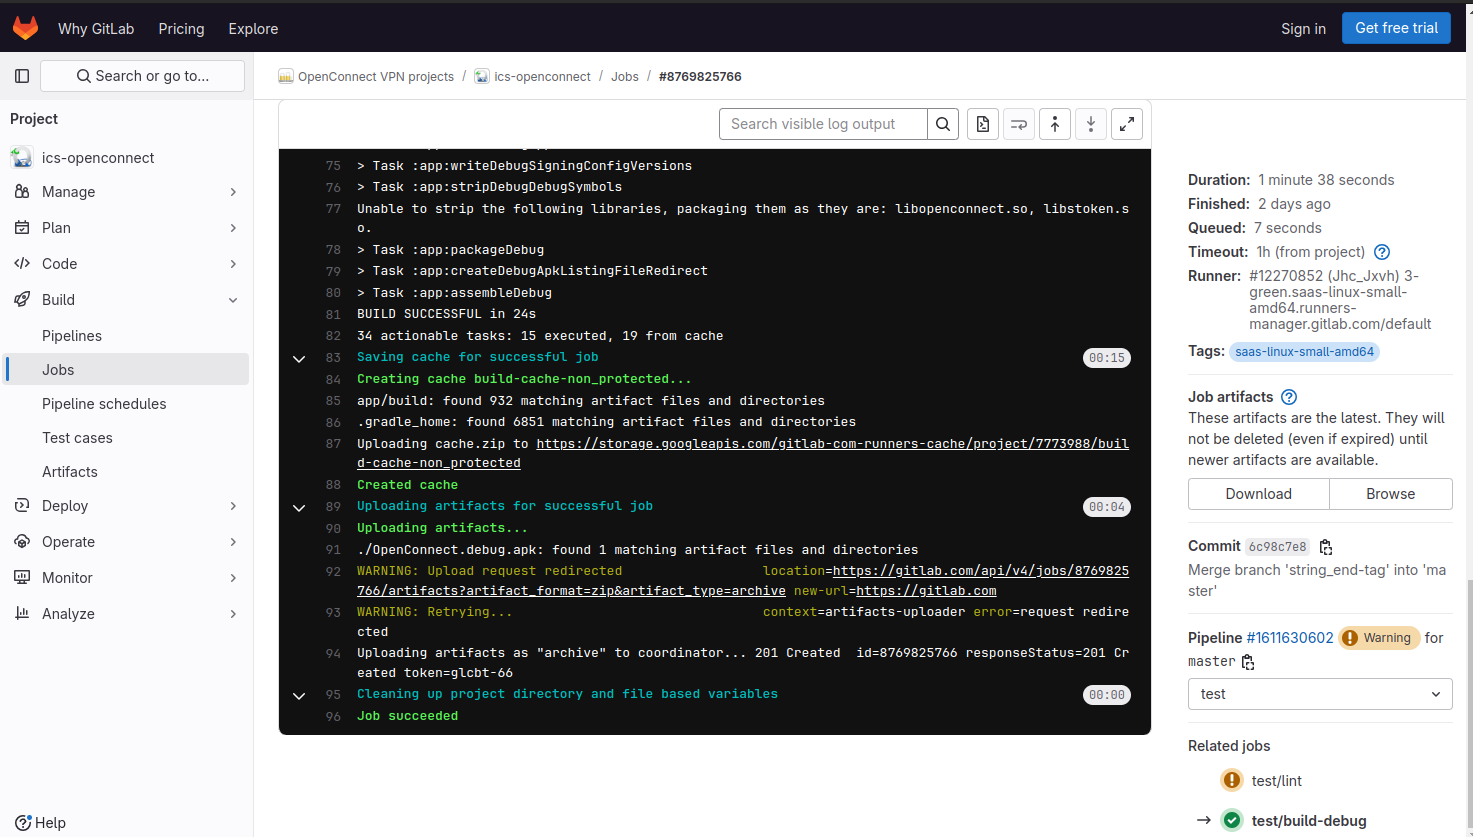 Why GitLab
Pricing
Explore
Sign in
Get free trial
Search or go to...
OpenConnect VPN projects / ics-openconnect / Jobs / #8769825766
Project
ics-openconnect
Manage
Plan
Code
Build
Pipelines
Jobs
Pipeline schedules
Test cases
Artifacts
Deploy
Operate
Monitor
Analyze
Help
Search visible log output
75 > Task :app:writeDebugSigningConfigVersions
76 > Task :app:stripDebugDebugSymbols
77 Unable to strip the following libraries, packaging them as they are: libopenconnect.so, libstoken.s
o.
78 > Task :app:packageDebug
79 > Task :app:createDebugApkListingFileRedirect
80 > Task :app:assembleDebug
81 BUILD SUCCESSFUL in 24s
82 34 actionable tasks: 15 executed, 19 from cache
83 Saving cache for successful job 00:15
84 Creating cache build-cache-non_protected...
85 app/build: found 932 matching artifact files and directories
86 .gradle_home: found 6851 matching artifact files and directories
87 Uploading cache.zip to https://storage.googleapis.com/gitlab-com-runners-cache/project/7773988/buil
d-cache-non_protected
88 Created cache
89 Uploading artifacts for successful job 00:04
90 Uploading artifacts...
91 ./OpenConnect.debug.apk: found 1 matching artifact files and directories
92 WARNING: Upload request redirected location=https://gitlab.com/api/v4/jobs/8769825
766/artifacts?artifact_format=zip&artifact_type=archive new-url=https://gitlab.com
93 WARNING: Retrying... context=artifacts-uploader error=request redire
cted
94 Uploading artifacts as "archive" to coordinator... 201 Created id=8769825766 responseStatus=201 Cr
eated token=glcbt-66
95 Cleaning up project directory and file based variables 00:00
96 Job succeeded
Duration: 1 minute 38 seconds
Finished: 2 days ago
Queued: 7 seconds
Timeout: 1h (from project)
Runner: #12270852 (Jhc_Jxvh) 3-
green.saas-linux-small-
amd64.runners-
manager.gitlab.com/default
Tags: saas-linux-small-amd64
Job artifacts
These artifacts are the latest. They will
not be deleted (even if expired) until
newer artifacts are available.
Download
Browse
Commit 6c98c7e8
Merge branch 'string_end-tag' into 'ma
ster'
Pipeline #1611630602 Warning for
master
test
Related jobs
test/lint
test/build-debug